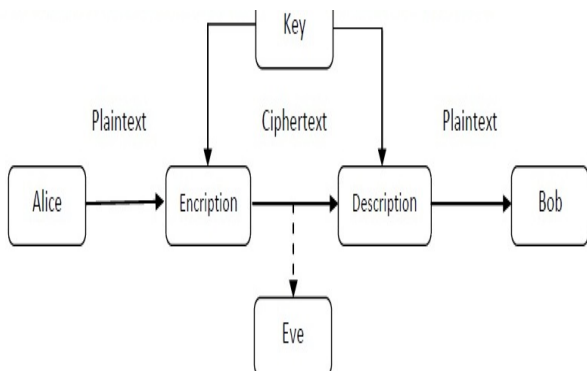 Key
Plaintext Ciphertext Plaintext
Alice Encription Description Bob
Eve